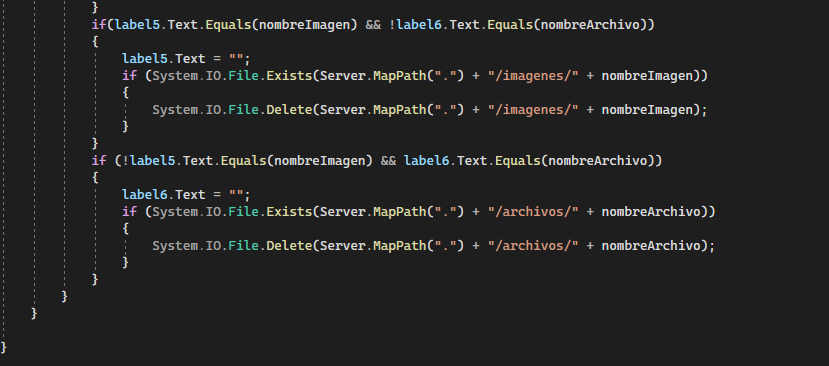 }
if(label5.Text.Equals(nombreImagen) && !label6.Text.Equals(nombreArchivo))
{
label5.Text = "";
if (System.IO.File.Exists(Server.MapPath(".") + "/imagenes/" + nombreImagen))
{
System.IO.File.Delete(Server.MapPath(".") + "/imagenes/" + nombreImagen);
}
}
if (!label5.Text.Equals(nombreImagen) && label6.Text.Equals(nombreArchivo))
{
label6.Text = "";
if (System.IO.File.Exists(Server.MapPath(".") + "/archivos/" + nombreArchivo))
{
System.IO.File.Delete(Server.MapPath(".") + "/archivos/" + nombreArchivo);
}
}
}
}
}